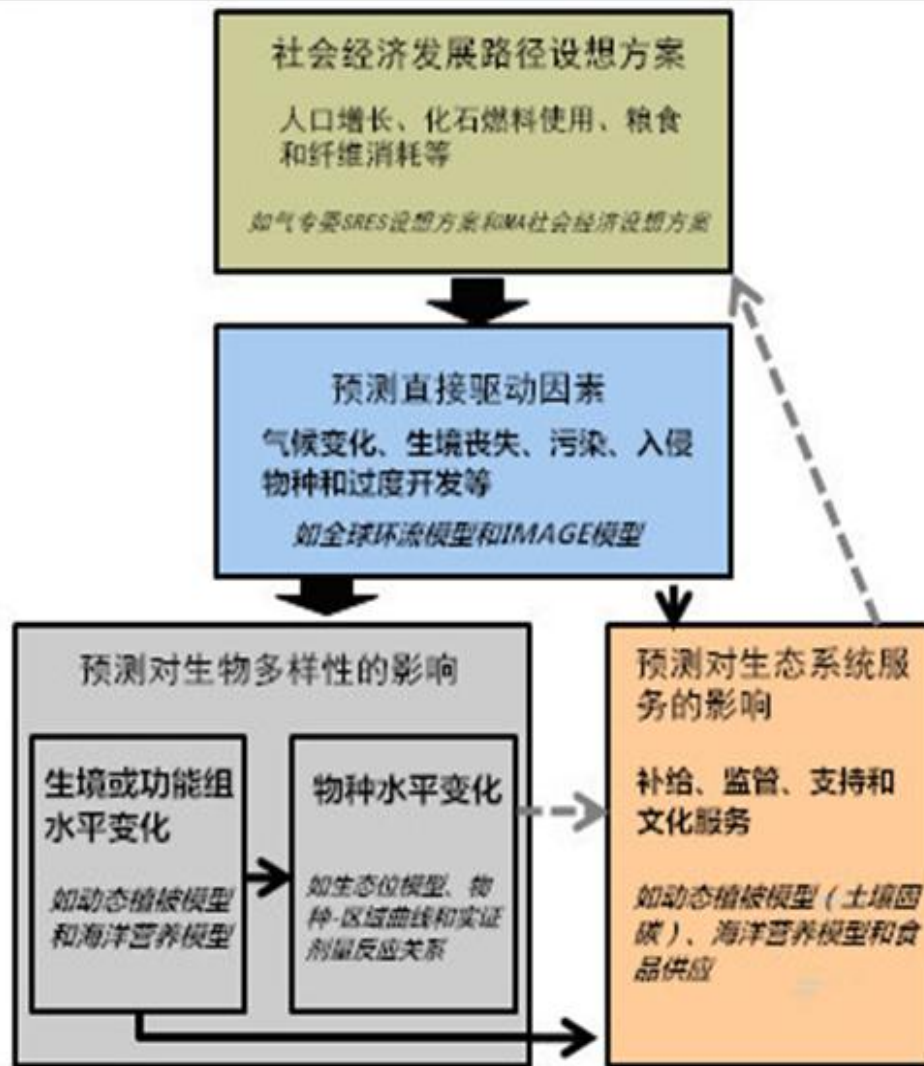 社会经济发展路径设想方案
人口增长、化石燃料使用、粮食
和纤维消耗等
如气专委SRES设想方案和MA社会经济设想方案
预测直接驱动因素
气候变化、生境丧失、污染、入侵
物种和过度开发等
如全球环流模型和IMAGE模型
预测对生物多样性的影响
生境或功能组
水平变化
如动态植被模型
和海洋营养模型
物种水平变化
如生态位模型、物
种-区域曲线和实证
剂量反应关系
预测对生态系统服
务的影响
补给、监管、支持和
文化服务
如动态植被模型（土壤固
碳）、海洋营养模型和食
品供应